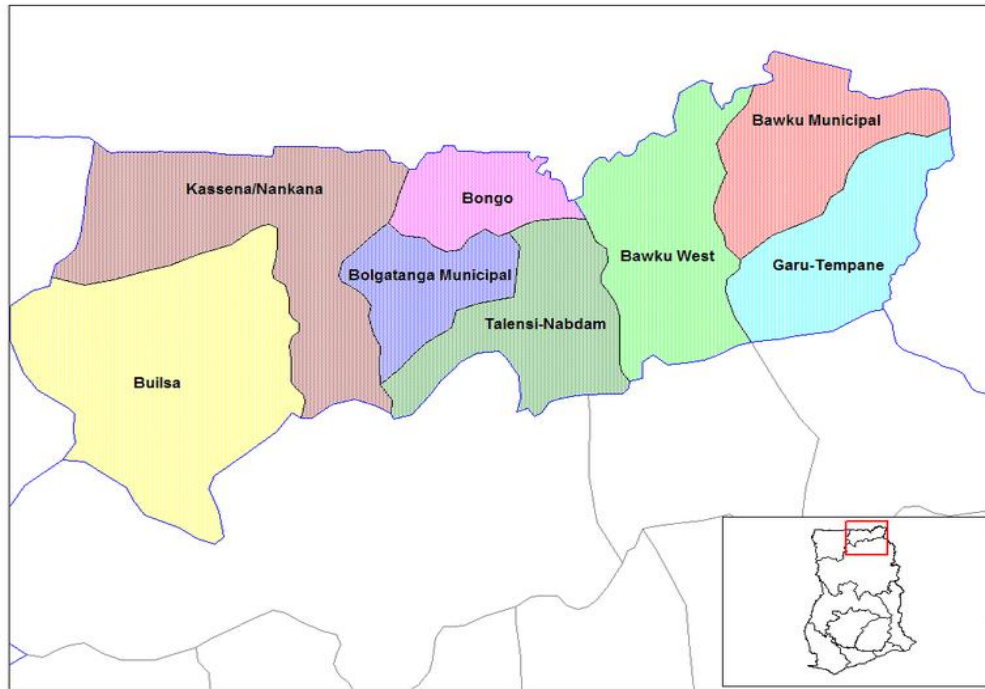 Bawku Municipal
Kassena/Nankana
Bongo
Bawku West
Garu-Tempane
Bolgatanga Municipal
Talensi-Nabdam
Builsa